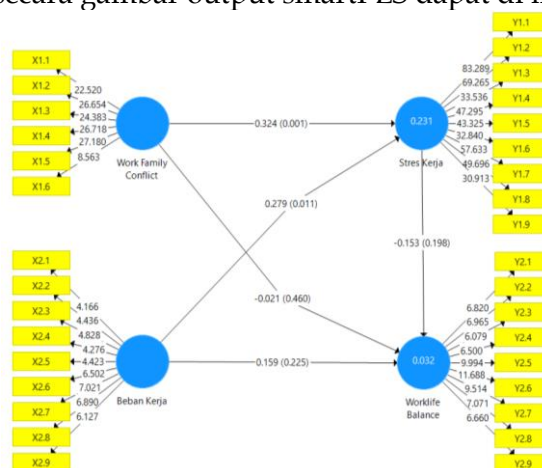 secara gambar output smartPLS dapat di
X1.1
X1.2
X1.3
X1.4
X1.5
X1.6
22.520
26.654
24.383
26.718
27.180
8.563
Work Family
Conflict
0.324 (0.001)
0.279 (0.011)
-0.021 (0.460)
0.159 (0.225)
-0.153 (0.198)
Y1.1
Y1.2
Y1.3
Y1.4
Y1.5
Y1.6
Y1.7
Y1.8
Y1.9
83.289
69.265
33.536
47.295
43.325
32.840
57.633
49.696
30.913
0.231
Stres Kerja
X2.1
X2.2
X2.3
X2.4
X2.5
X2.6
X2.7
X2.8
X2.9
4.166
4.436
4.828
4.276
4.423
6.502
7.021
6.890
6.127
Beban Kerja
Y2.1
Y2.2
Y2.3
Y2.4
Y2.5
Y2.6
Y2.7
Y2.8
Y2.9
6.820
6.965
6.079
6.500
9.994
11.688
9.514
7.071
6.660
0.032
Worklife
Balance